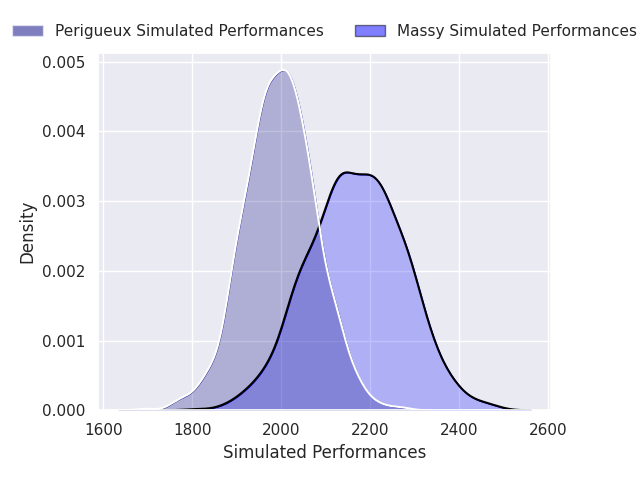 Perigueux Simulated Performances
Massy Simulated Performances
0.005
0.004
0.003
0.002
0.001
0.000
Density
1600 1800 2000 2200 2400 2600
Simulated Performances